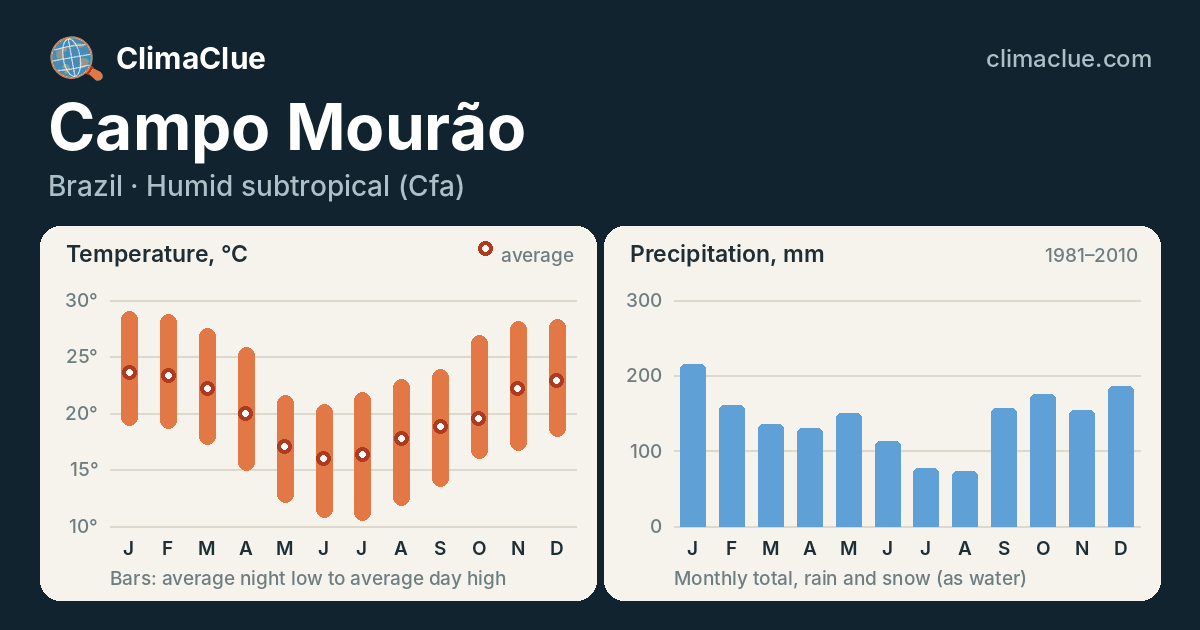 ClimaClue
climaclue.com
Campo Mourão
Brazil · Humid subtropical (Cfa)
Temperature, °C
average
30°
25°
20°
15°
10°
J F M A M J J A S O N D
Bars: average night low to average day high
Precipitation, mm
1981–2010
300
200
100
0
J F M A M J J A S O N D
Monthly total, rain and snow (as water)